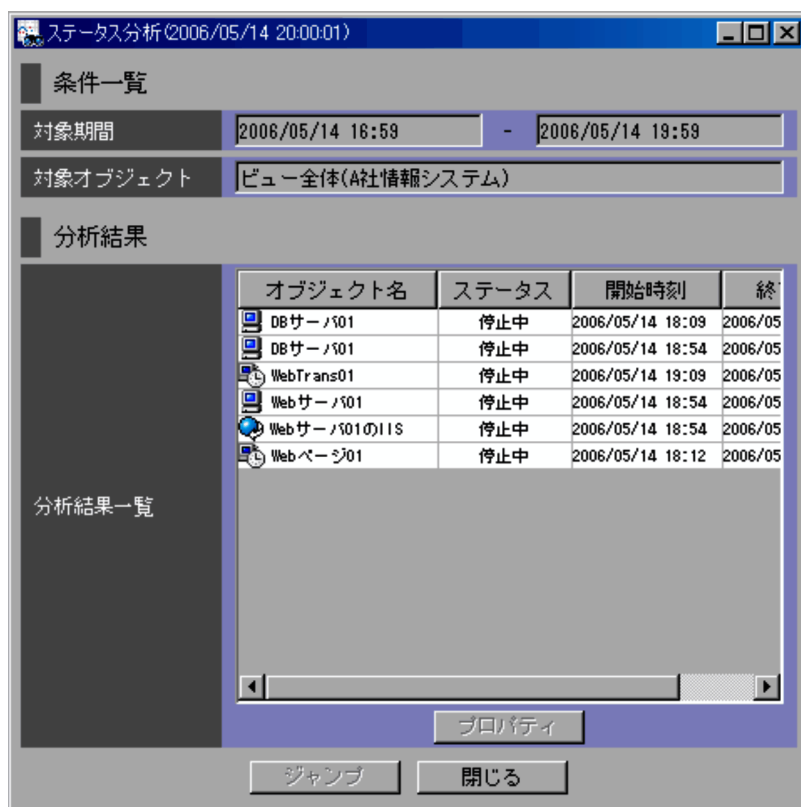 ステータス分析(2006/05/14 20:00:01)
条件一覧
対象期間 2006/05/14 16:59 - 2006/05/14 19:59
対象オブジェクト ビュー全体(A社情報システム)
分析結果
オブジェクト名 ステータス 開始時刻 終
DBサーバ01 停止中 2006/05/14 18:09 2006/05
DBサーバ01 停止中 2006/05/14 18:54 2006/05
WebTrans01 停止中 2006/05/14 19:09 2006/05
Webサーバ01 停止中 2006/05/14 18:54 2006/05
Webサーバ01のIIS 停止中 2006/05/14 18:54 2006/05
Webページ01 停止中 2006/05/14 18:12 2006/05
分析結果一覧
プロパティ
ジャンプ 閉じる